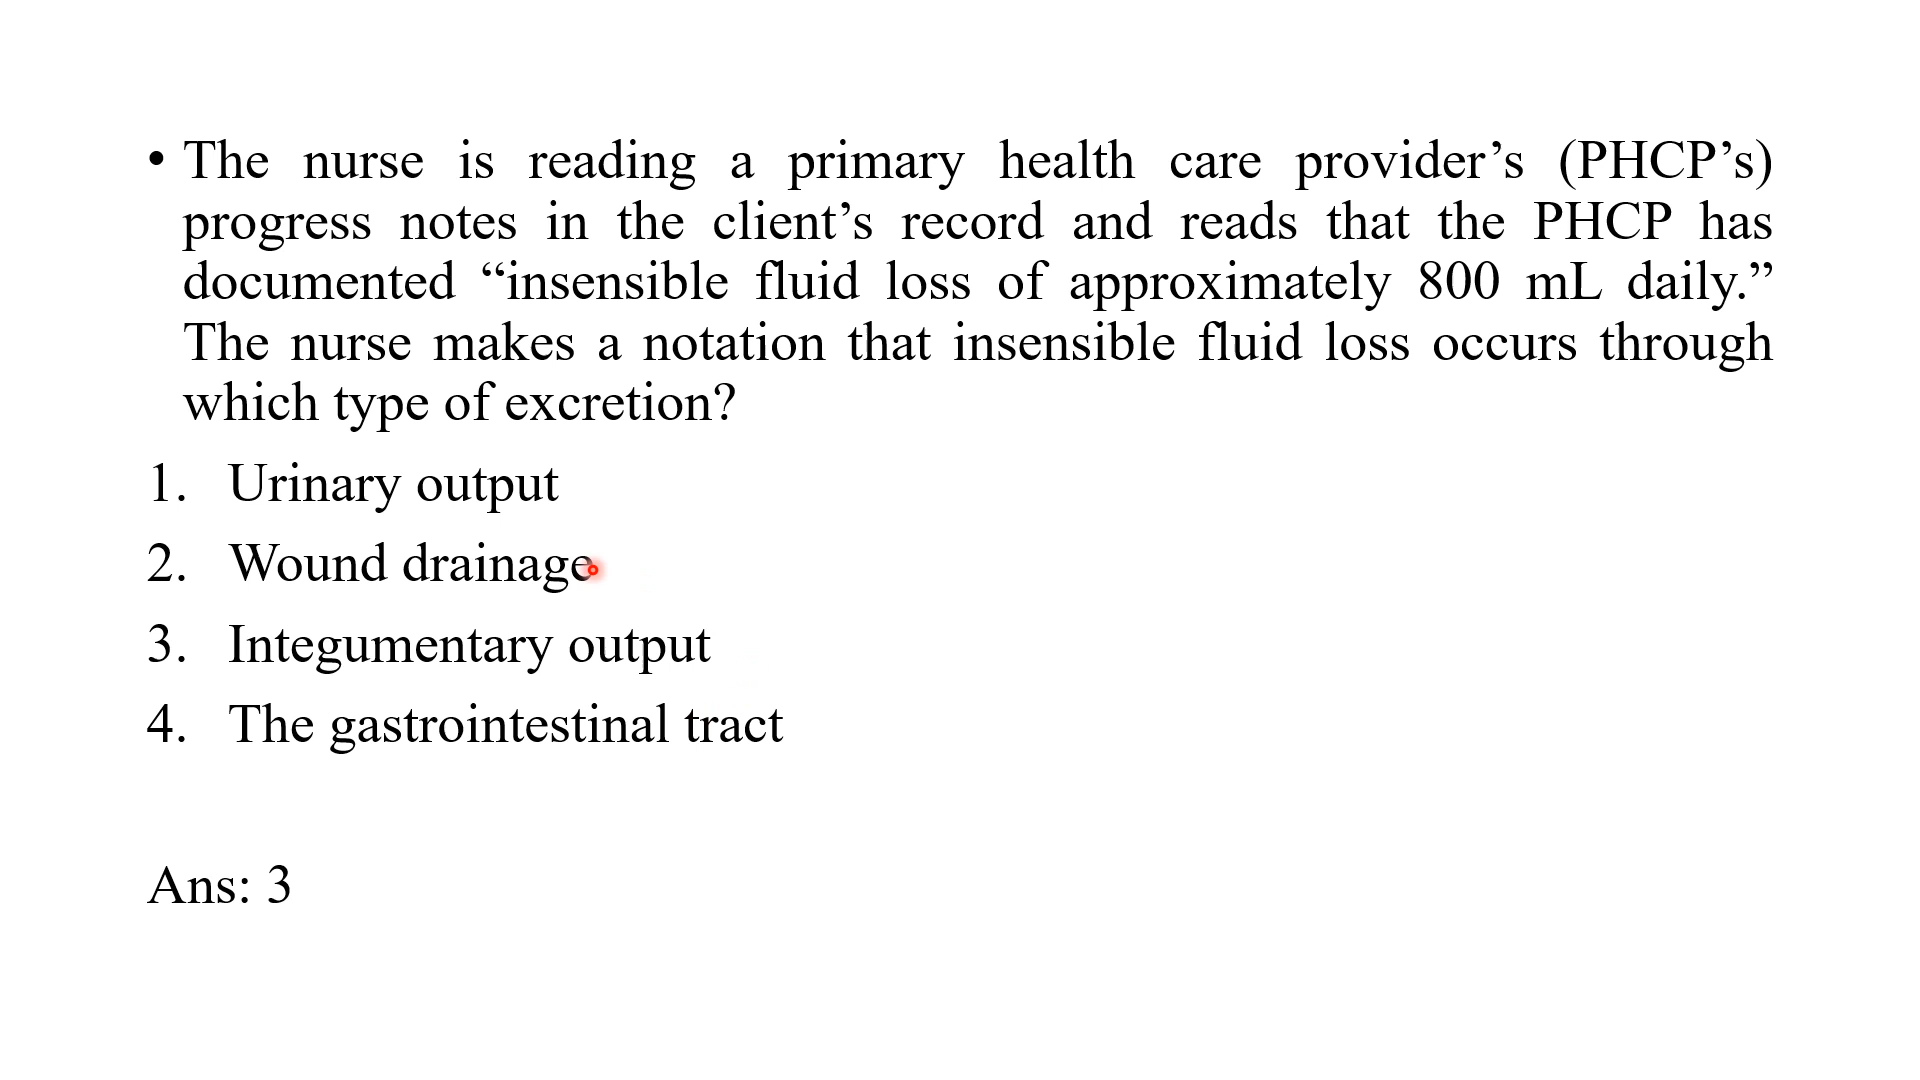 • The nurse is reading a primary health care provider’s (PHCP’s)
progress notes in the client’s record and reads that the PHCP has
documented “insensible fluid loss of approximately 800 mL daily.”
The nurse makes a notation that insensible fluid loss occurs through
which type of excretion?
1. Urinary output
2. Wound drainage
3. Integumentary output
4. The gastrointestinal tract
Ans: 3